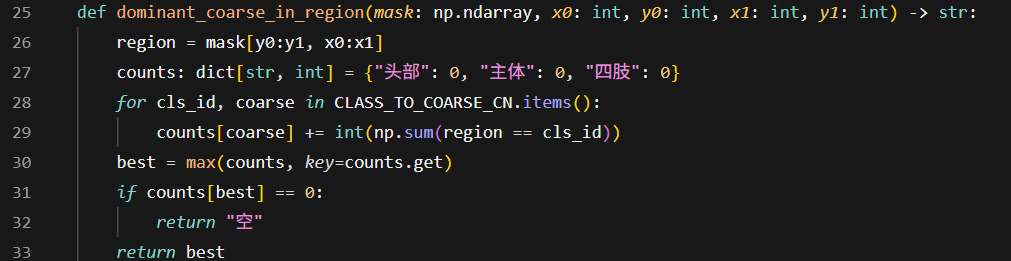 25 def dominant_coarse_in_region(mask: np.ndarray, x0: int, y0: int, x1: int, y1: int) -> str:
26     region = mask[y0:y1, x0:x1]
27     counts: dict[str, int] = {"头部": 0, "主体": 0, "四肢": 0}
28     for cls_id, coarse in CLASS_TO_COARSE_CN.items():
29         counts[coarse] += int(np.sum(region == cls_id))
30     best = max(counts, key=counts.get)
31     if counts[best] == 0:
32         return "空"
33     return best